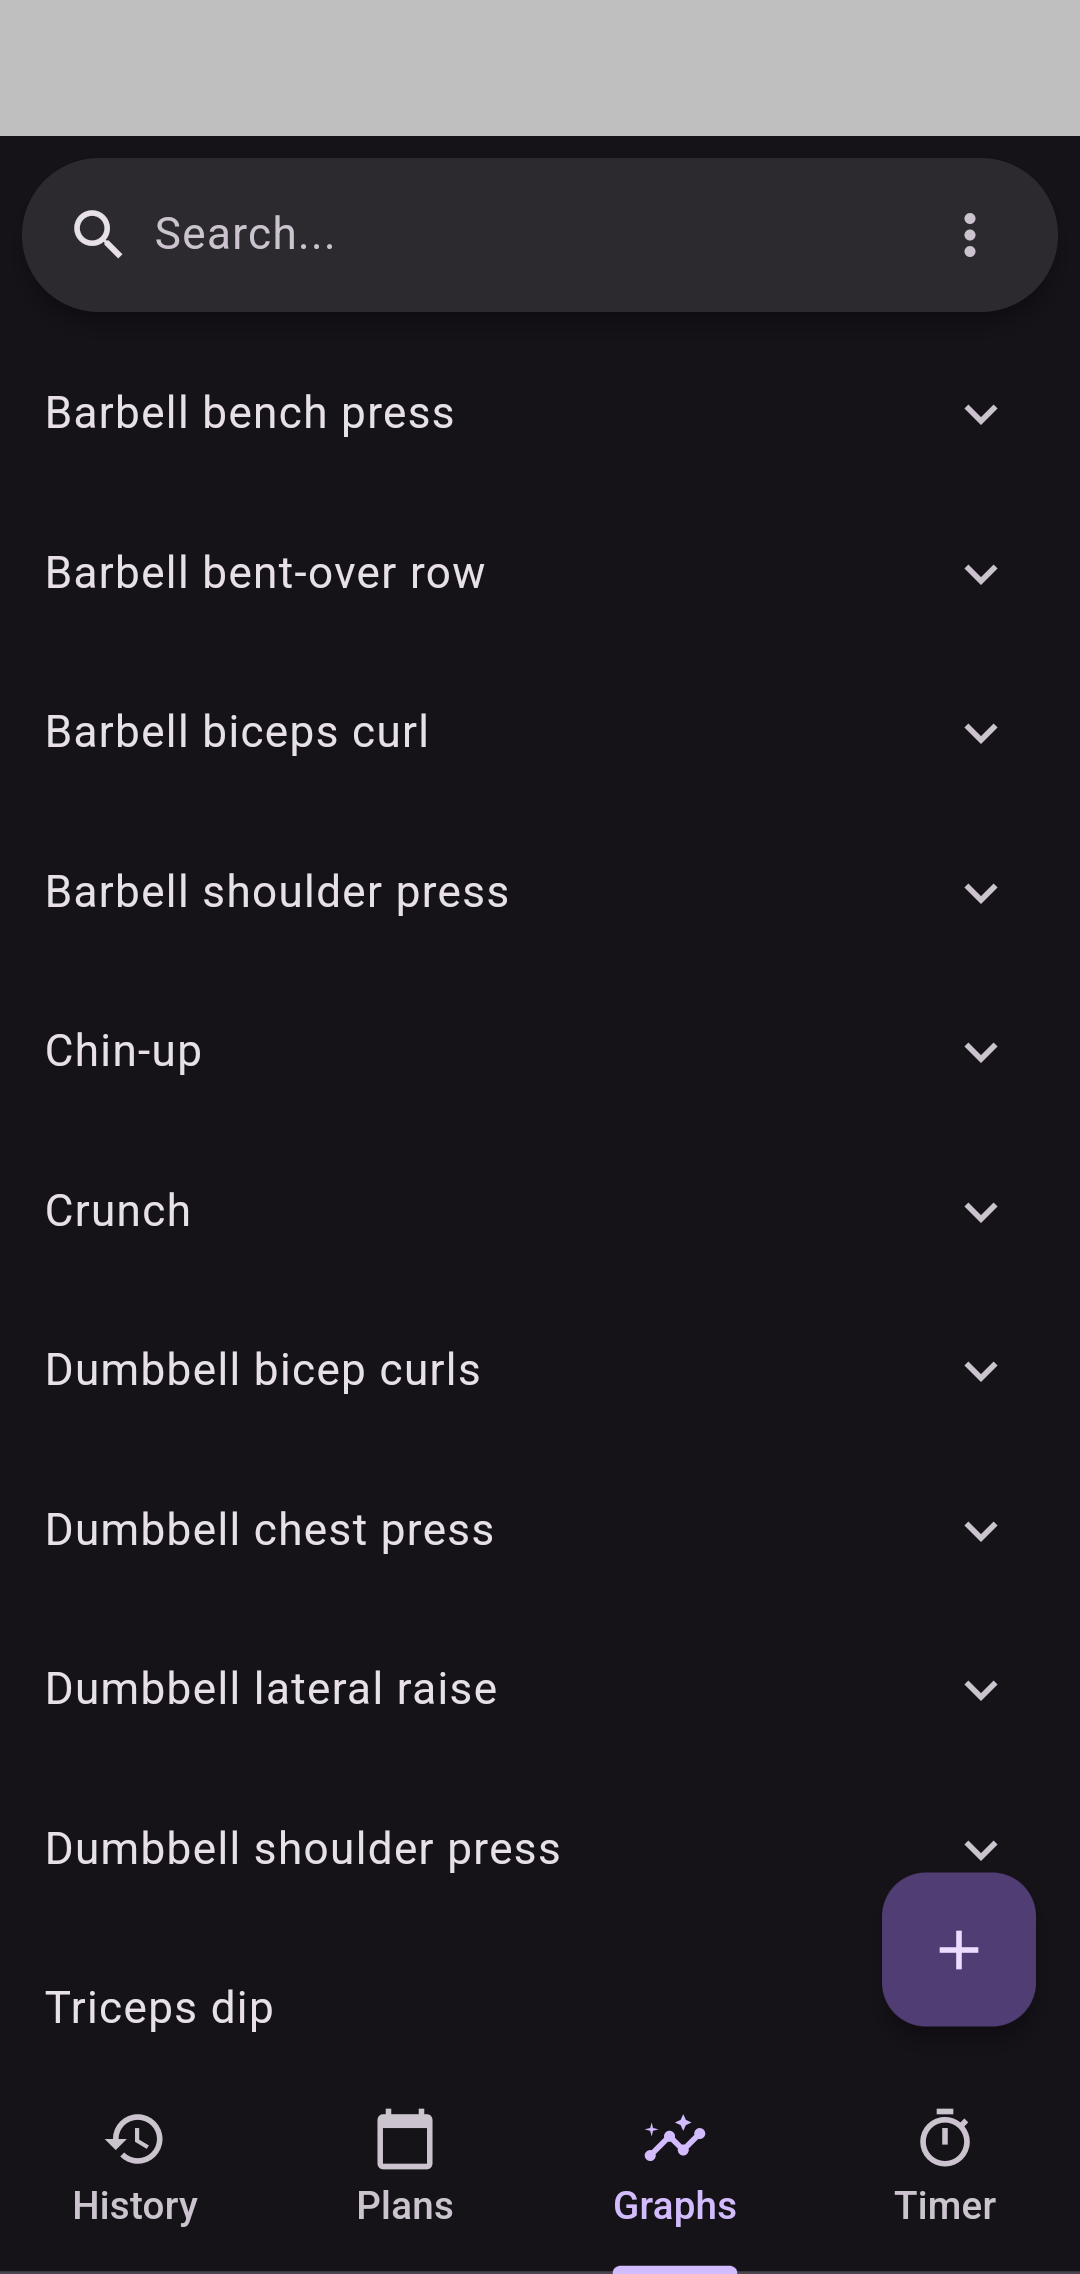 Search...
Barbell bench press
Barbell bent-over row
Barbell biceps curl
Barbell shoulder press
Chin-up
Crunch
Dumbbell bicep curls
Dumbbell chest press
Dumbbell lateral raise
Dumbbell shoulder press
Triceps dip
History Plans Graphs Timer